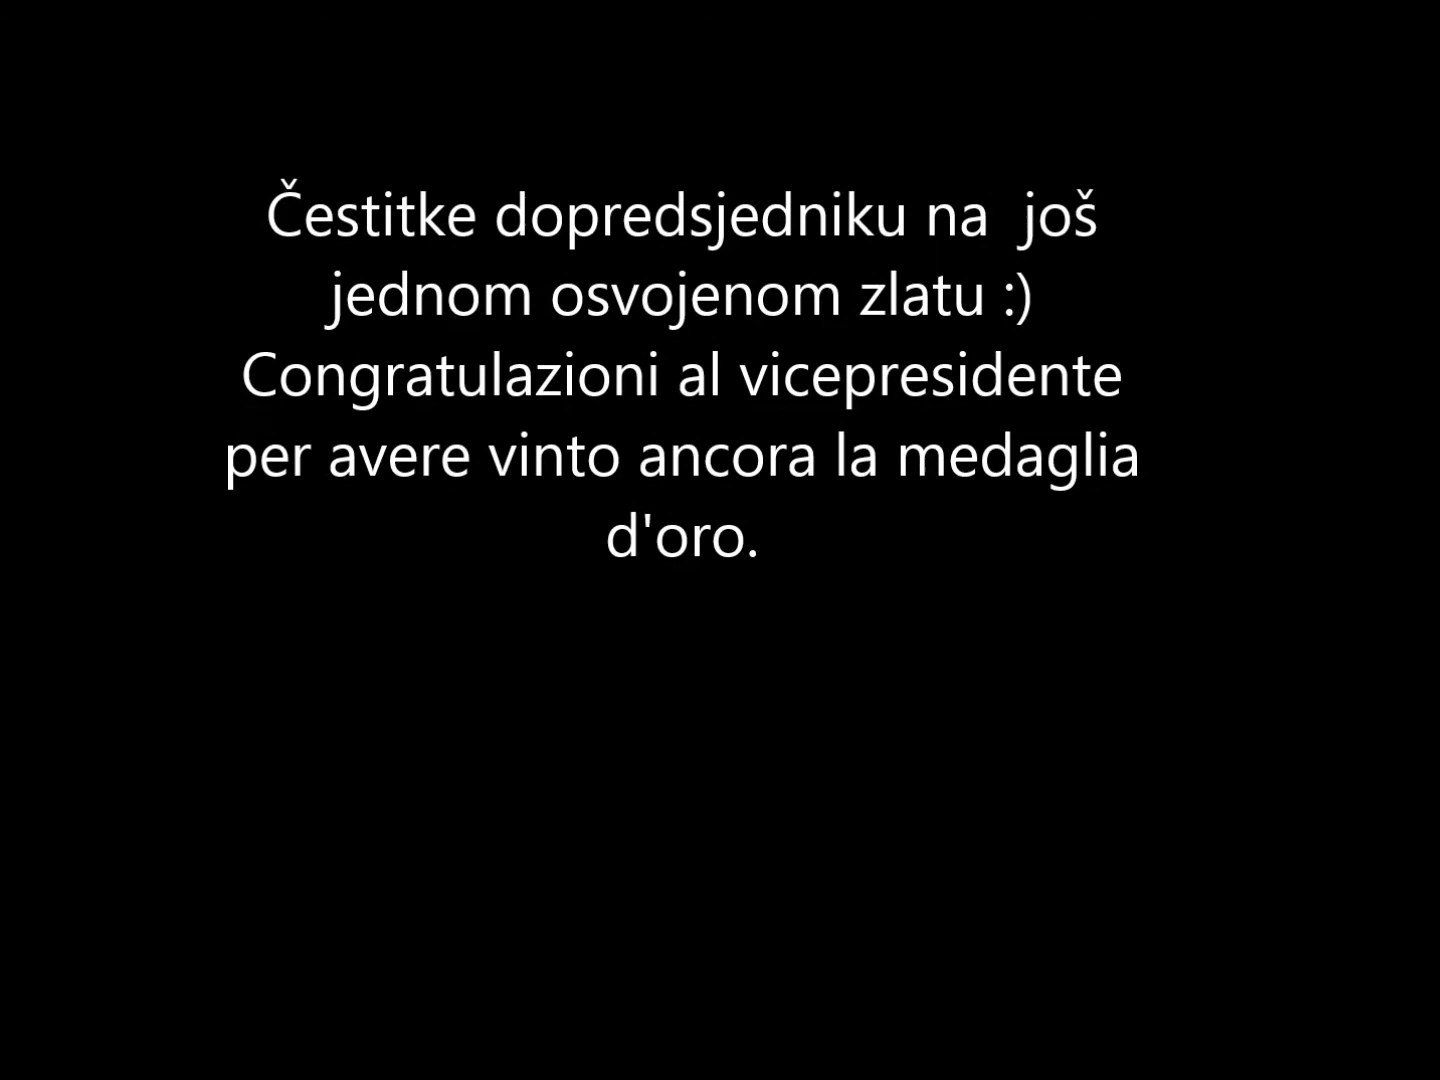 Čestitke dopredsjedniku na  još
jednom osvojenom zlatu :)
Congratulazioni al vicepresidente
per avere vinto ancora la medaglia
d'oro.